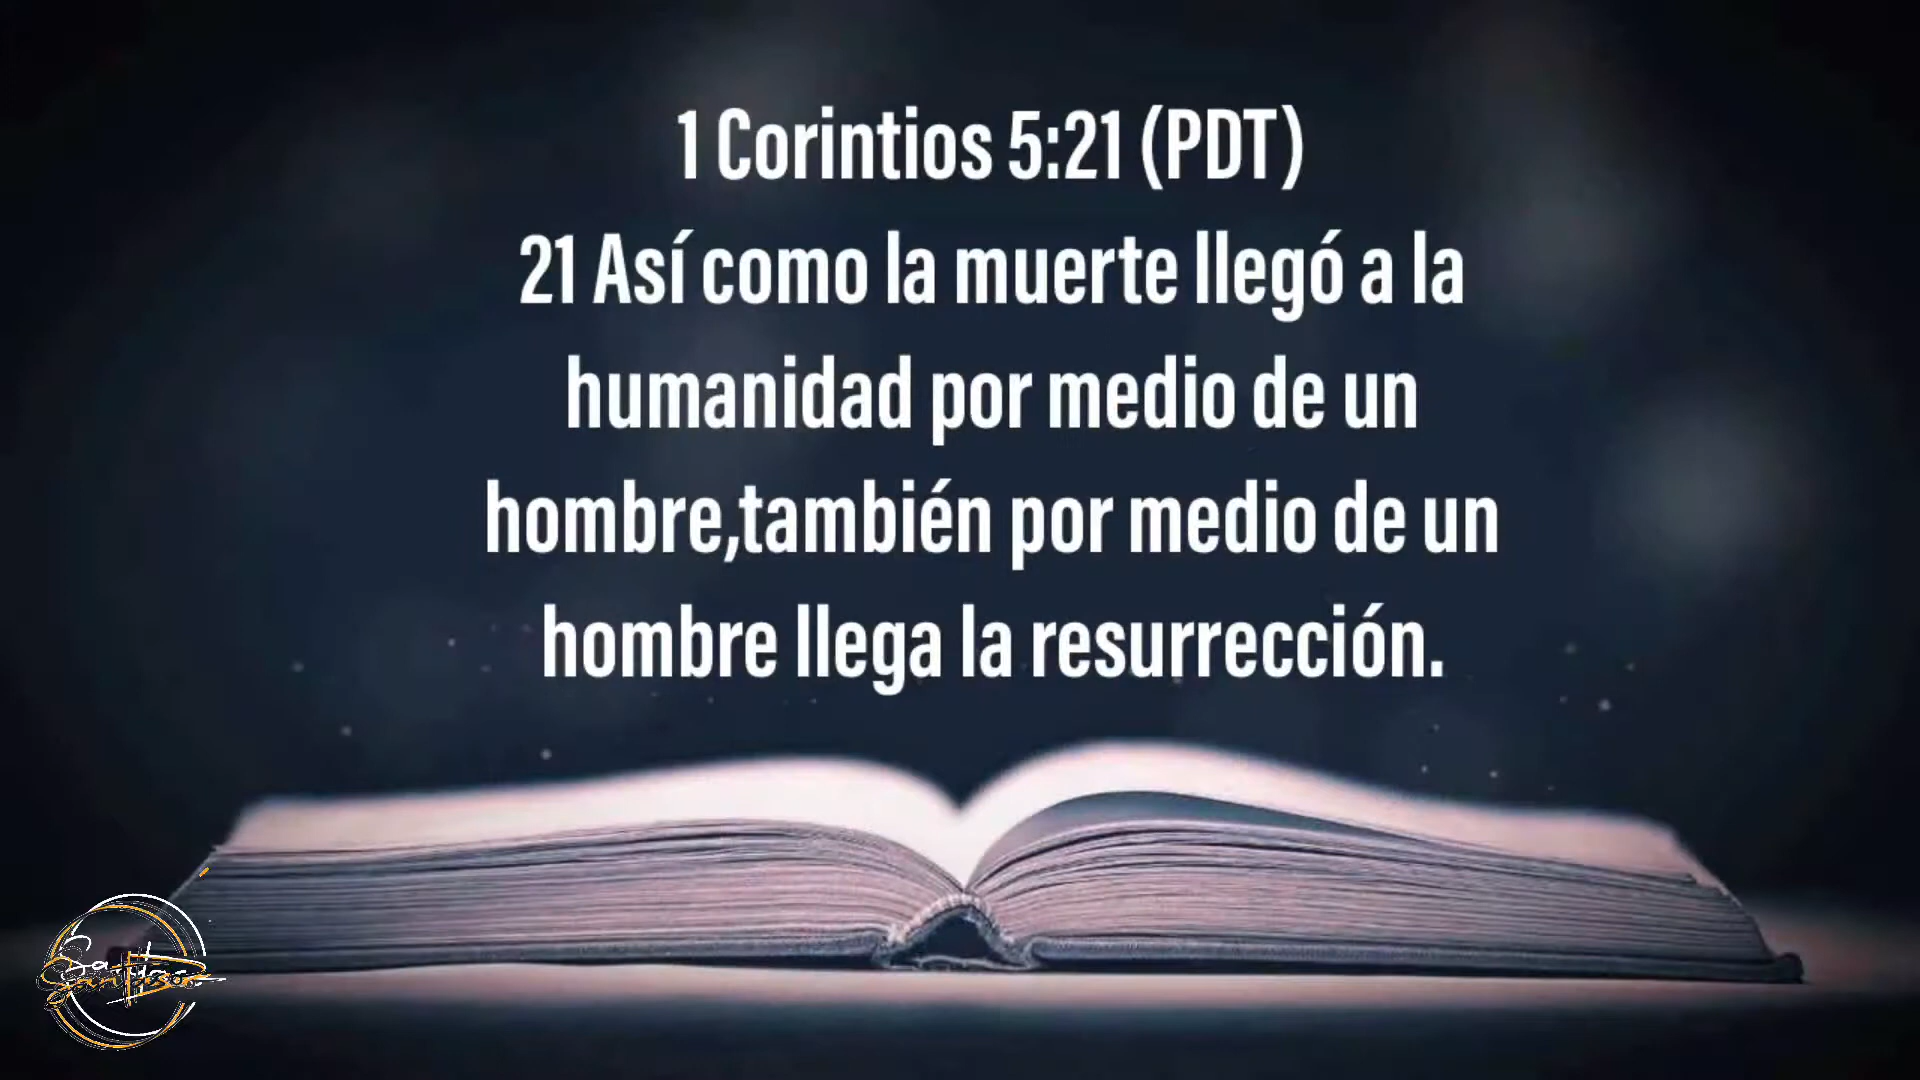 1 Corintios 5:21 (PDT)
21 Así como la muerte llegó a la
humanidad por medio de un
hombre,también por medio de un
hombre llega la resurrección.